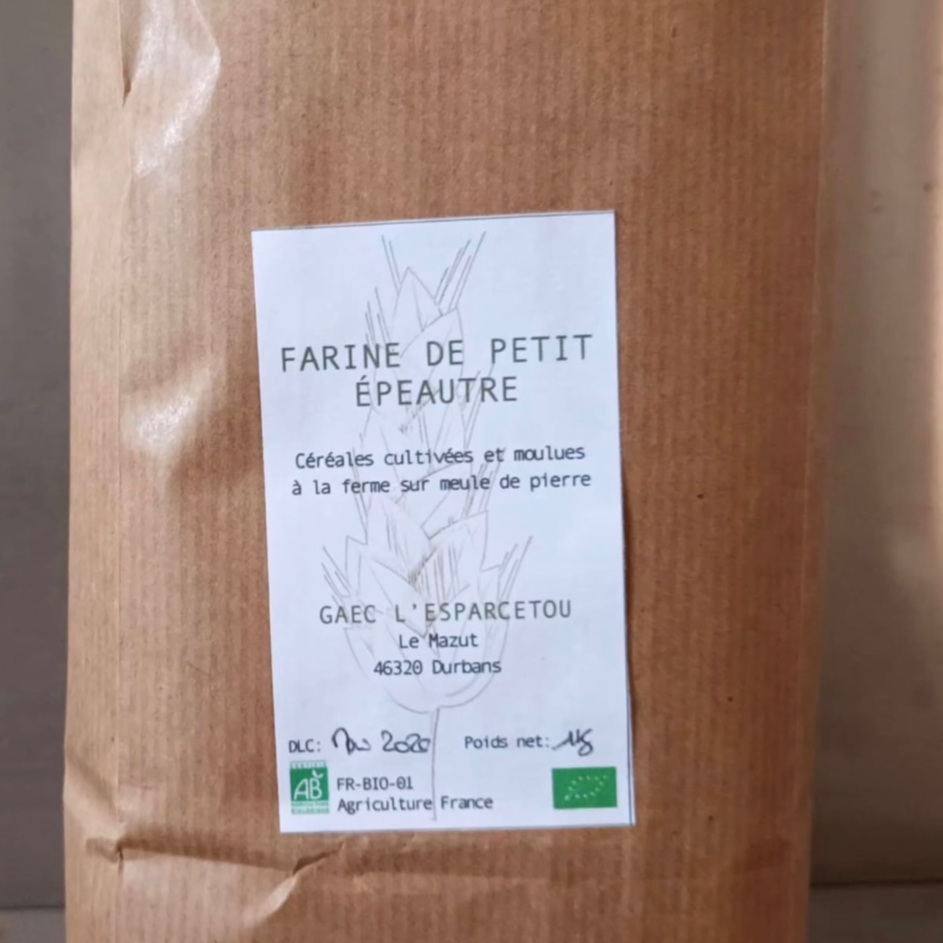 FARINE DE PETIT
ÉPEAUTRE
Céréales cultivées et moulues
à la ferme sur meule de pierre
GAEC L'ESPARCETOU
Le Mazut
46320 Durbans
DLC: 2020 Poids net: 1kg
AB FR-BIO-01
Agriculture France